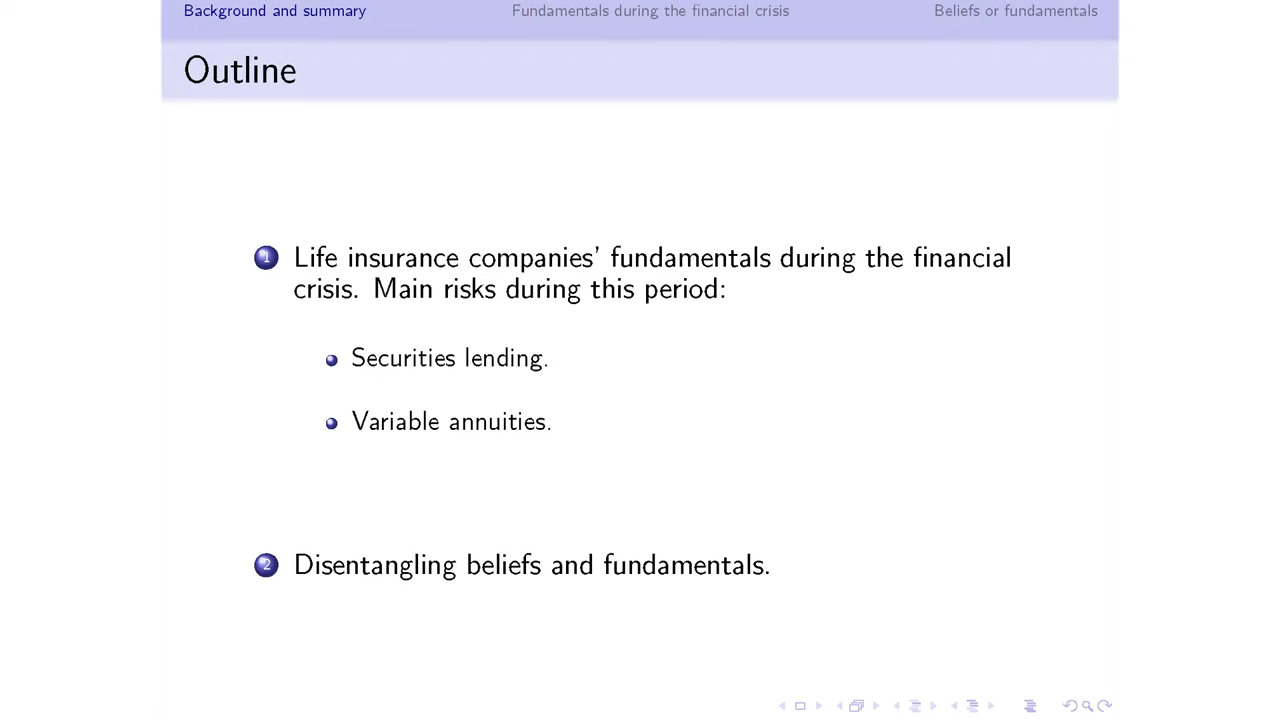 Background and summary Fundamentals during the financial crisis Beliefs or fundamentals
Outline
1 Life insurance companies' fundamentals during the financial
crisis. Main risks during this period:
Securities lending.
Variable annuities.
2 Disentangling beliefs and fundamentals.